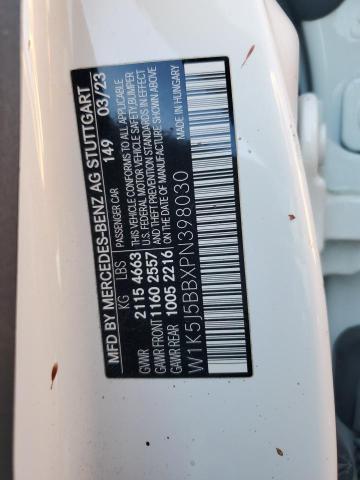 MFD BY MERCEDES-BENZ AG STUTTGART
149 03/23
KG LBS PASSENGER CAR
GVWR 2115 4663 THIS VEHICLE CONFORMS TO ALL APPLICABLE
U.S. FEDERAL MOTOR VEHICLE SAFETY, BUMPER
GAWR FRONT 1160 2557 AND THEFT PREVENTION STANDARDS IN EFFECT
GAWR REAR 1005 2216 ON THE DATE OF MANUFACTURE SHOWN ABOVE
MADE IN HUNGARY
W1K5J5BBXPN398030